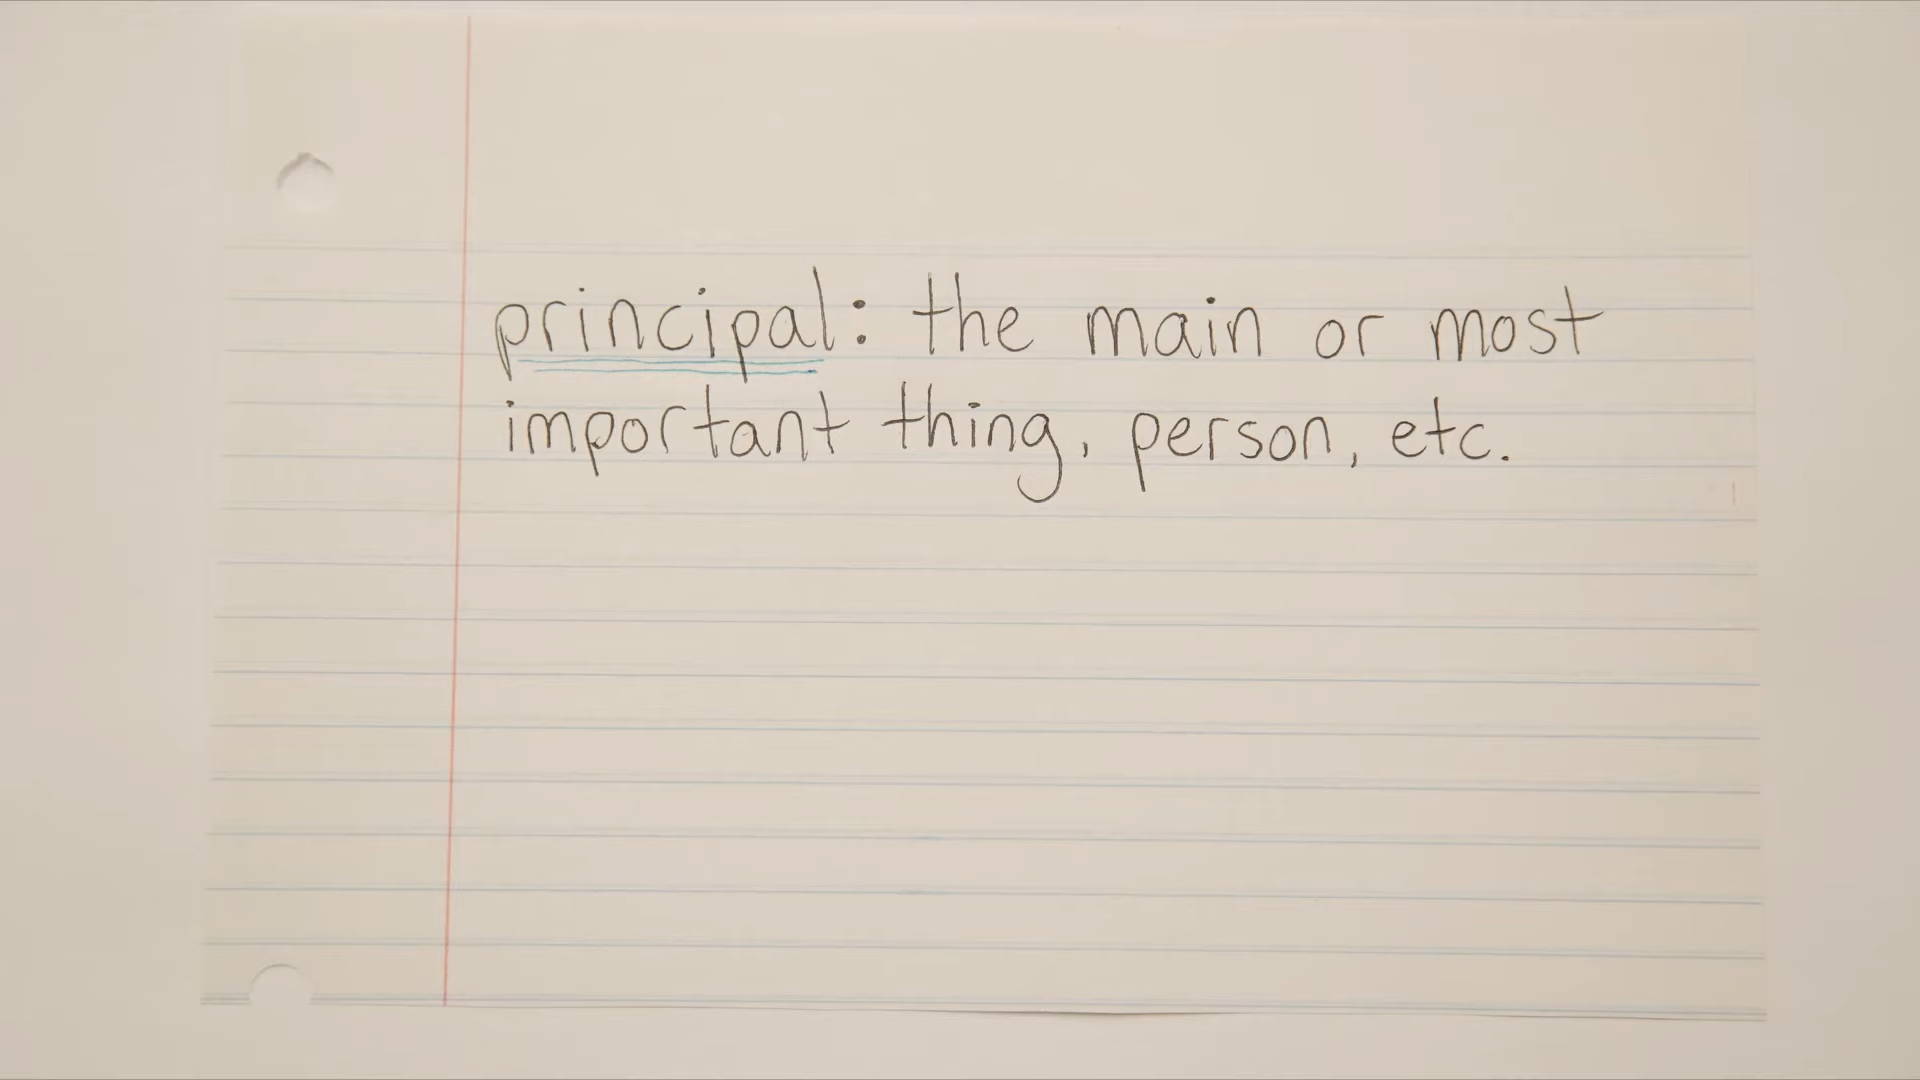 principal: the main or most
important thing, person, etc.